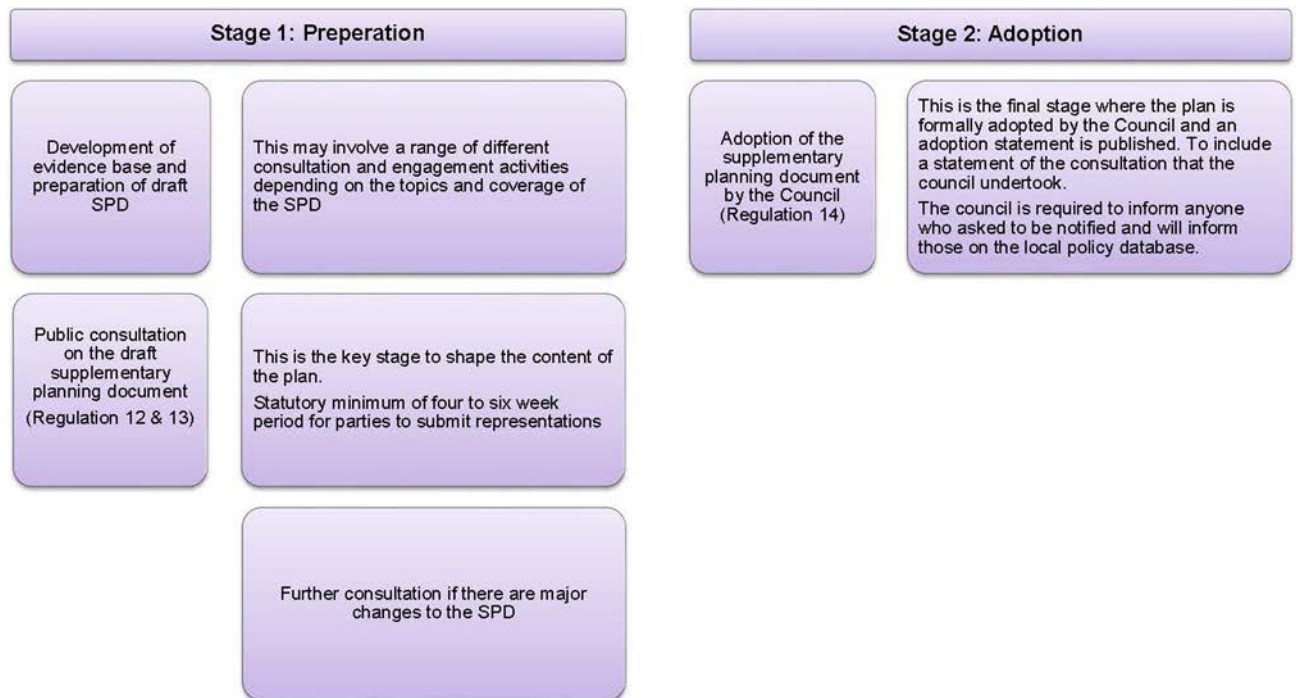 Stage 1: Preperation
Development of
evidence base and
preparation of draft
SPD
This may involve a range of different
consultation and engagement activities
depending on the topics and coverage of
the SPD
Public consultation
on the draft
supplementary
planning document
(Regulation 12 & 13)
This is the key stage to shape the content of
the plan.
Statutory minimum of four to six week
period for parties to submit representations
Further consultation if there are major
changes to the SPD
Stage 2: Adoption
Adoption of the
supplementary
planning document
by the Council
(Regulation 14)
This is the final stage where the plan is
formally adopted by the Council and an
adoption statement is published. To include
a statement of the consultation that the
council undertook.
The council is required to inform anyone
who asked to be notified and will inform
those on the local policy database.